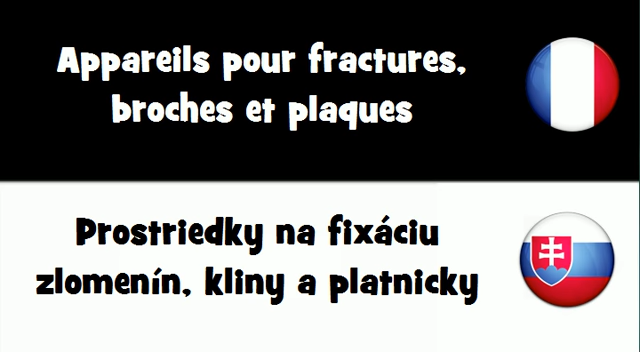 Appareils pour fractures,
broches et plaques
Prostriedky na fixáciu
zlomenín, kliny a platnicky